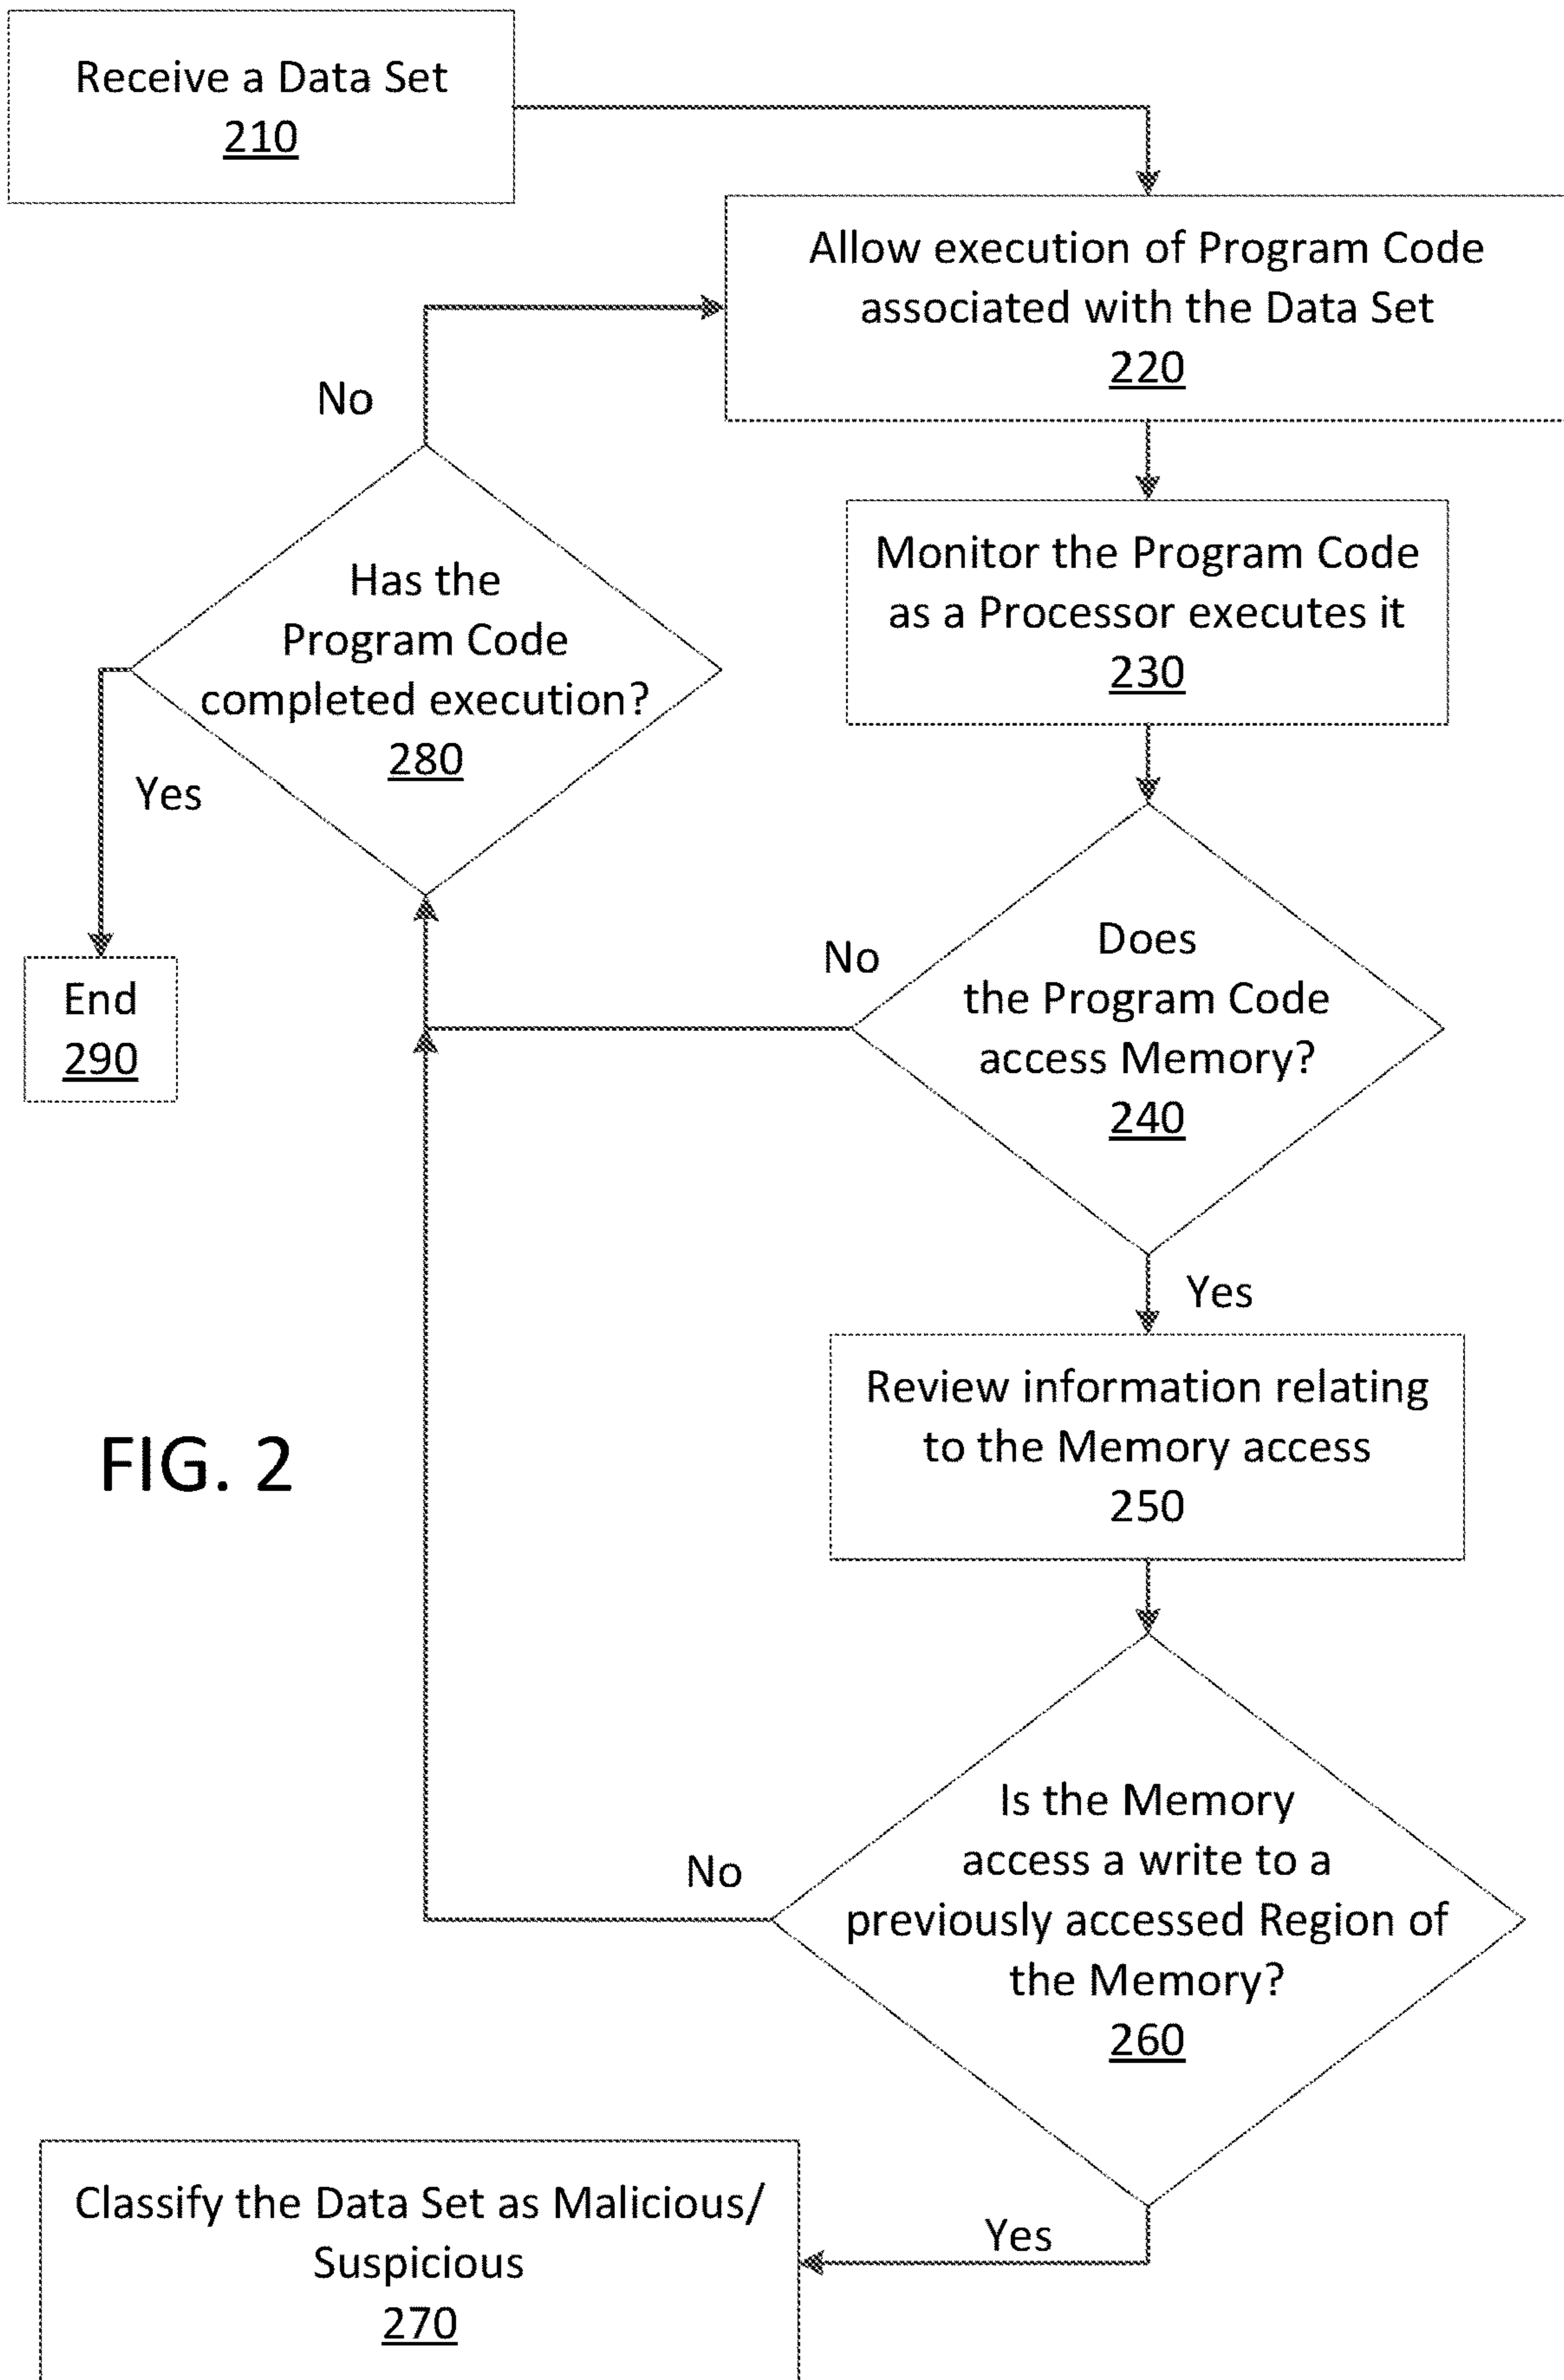 Receive a Data Set
210
Allow execution of Program Code
associated with the Data Set
220
No
Monitor the Program Code
as a Processor executes it
230
Has the
Program Code
completed execution?
280
Yes
End
290
No
Does
the Program Code
access Memory?
240
Yes
Review information relating
to the Memory access
250
FIG. 2
Is the Memory
access a write to a
previously accessed Region of
the Memory?
260
No
Yes
Classify the Data Set as Malicious/
Suspicious
270